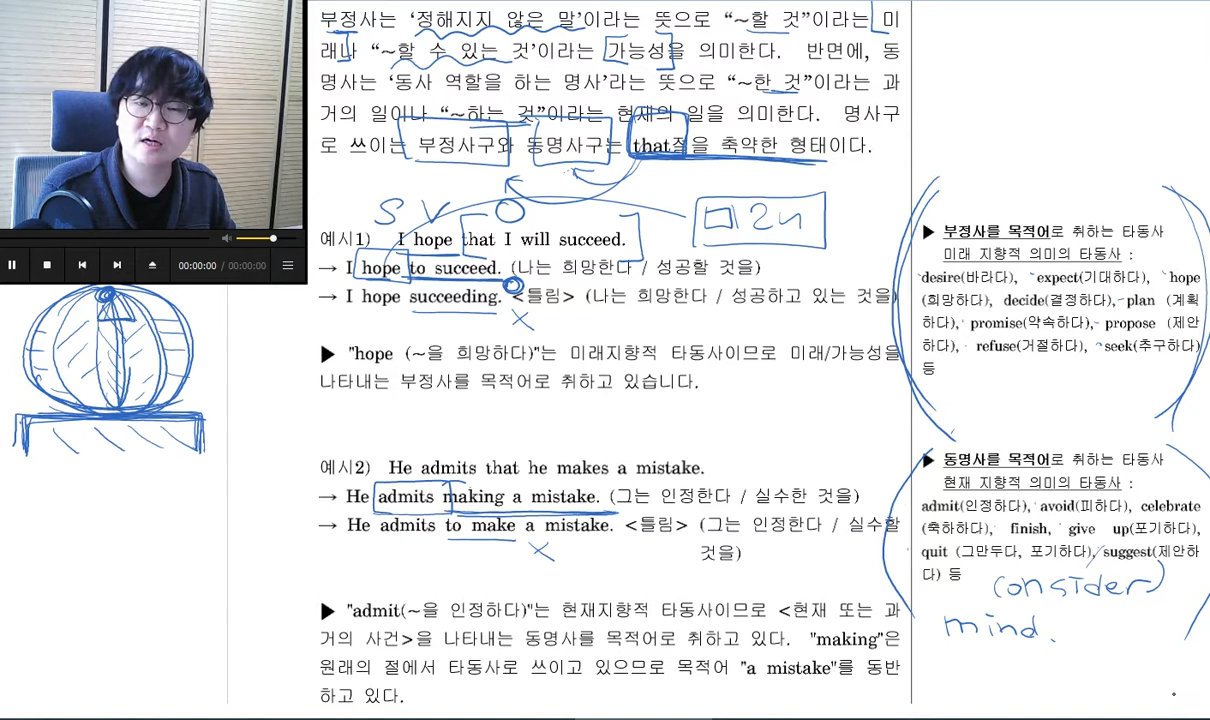 부정사는 ‘정해지지 않은 말’이라는 뜻으로 “～할 것”이라는 미
래나 “～할 수 있는 것’이라는 가능성을 의미한다. 반면에, 동
명사는 ‘동사 역할을 하는 명사’라는 뜻으로 “～한 것”이라는 과
거의 일이나 “～하는 것”이라는 현재의 일을 의미한다. 명사구
로 쓰이는 부정사구와 동명사구는 that절을 축약한 형태이다.
S V
미래
예시1) I hope that I will succeed.
→ I hope to succeed. (나는 희망한다 / 성공할 것을)
→ I hope succeeding. <틀림> (나는 희망한다 / 성공하고 있는 것을)
▶ "hope (～을 희망하다)"는 미래지향적 타동사이므로 미래/가능성을
나타내는 부정사를 목적어로 취하고 있습니다.
예시2) He admits that he makes a mistake.
→ He admits making a mistake. (그는 인정한다 / 실수한 것을)
→ He admits to make a mistake. <틀림> (그는 인정한다 / 실수할
것을)
▶ "admit(～을 인정하다)"는 현재지향적 타동사이므로 <현재 또는 과
거의 사건>을 나타내는 동명사를 목적어로 취하고 있다. "making"은
원래의 절에서 타동사로 쓰이고 있으므로 목적어 "a mistake"를 동반
하고 있다.
▶ 부정사를 목적어로 취하는 타동사
미래 지향적 의미의 타동사 :
desire(바라다), expect(기대하다), hope
(희망하다), decide(결정하다), plan (계획
하다), promise(약속하다), propose (제안
하다), refuse(거절하다), seek(추구하다)
등
▶ 동명사를 목적어로 취하는 타동사
현재 지향적 의미의 타동사 :
admit(인정하다), avoid(피하다), celebrate
(축하하다), finish, give up(포기하다),
quit (그만두다, 포기하다), suggest(제안하
다) 등
consider
mind.
00:00:00 / 00:00:00